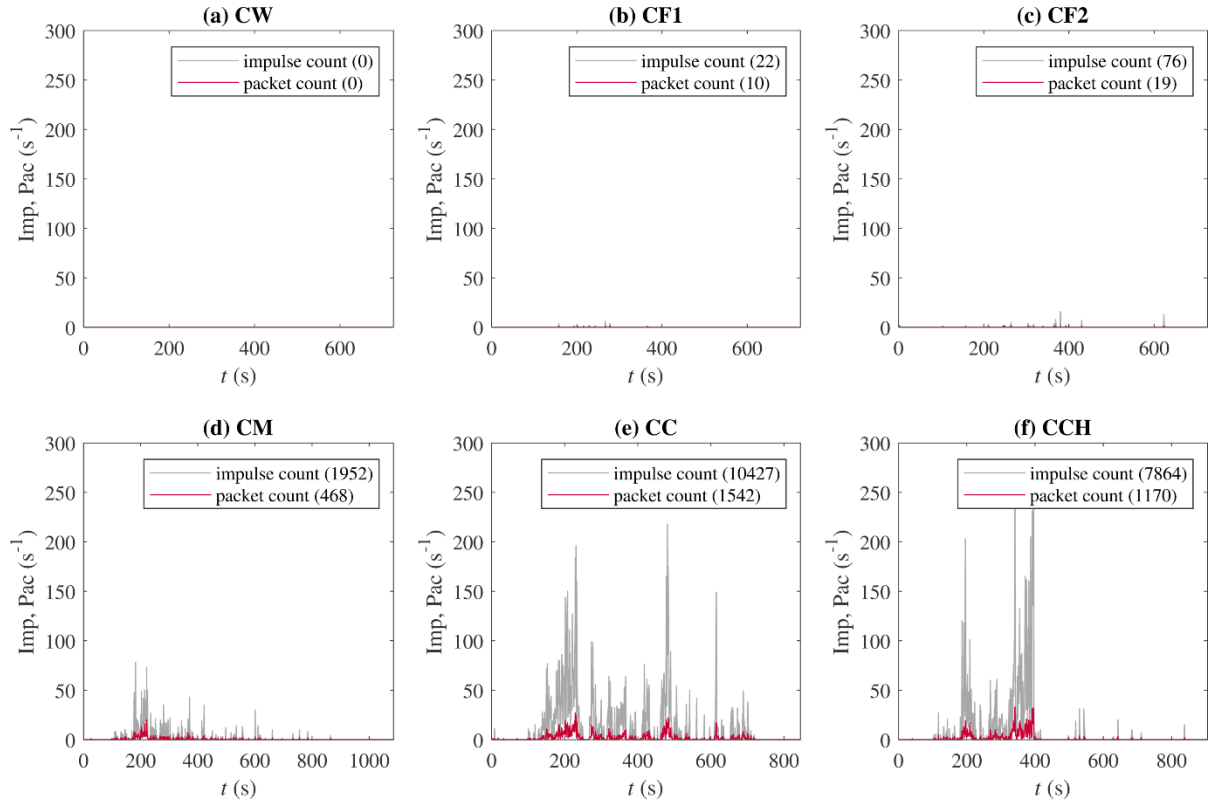 (a) CW
300
250
200
150
100
50
0
Imp, Pac (s⁻¹)
impulse count (0)
packet count (0)
0 200 400 600
t (s)
(b) CF1
300
250
200
150
100
50
0
Imp, Pac (s⁻¹)
impulse count (22)
packet count (10)
0 200 400 600
t (s)
(c) CF2
300
250
200
150
100
50
0
Imp, Pac (s⁻¹)
impulse count (76)
packet count (19)
0 200 400 600
t (s)
(d) CM
300
250
200
150
100
50
0
Imp, Pac (s⁻¹)
impulse count (1952)
packet count (468)
0 200 400 600 800 1000
t (s)
(e) CC
300
250
200
150
100
50
0
Imp, Pac (s⁻¹)
impulse count (10427)
packet count (1542)
0 200 400 600 800
t (s)
(f) CCH
300
250
200
150
100
50
0
Imp, Pac (s⁻¹)
impulse count (7864)
packet count (1170)
0 200 400 600 800
t (s)